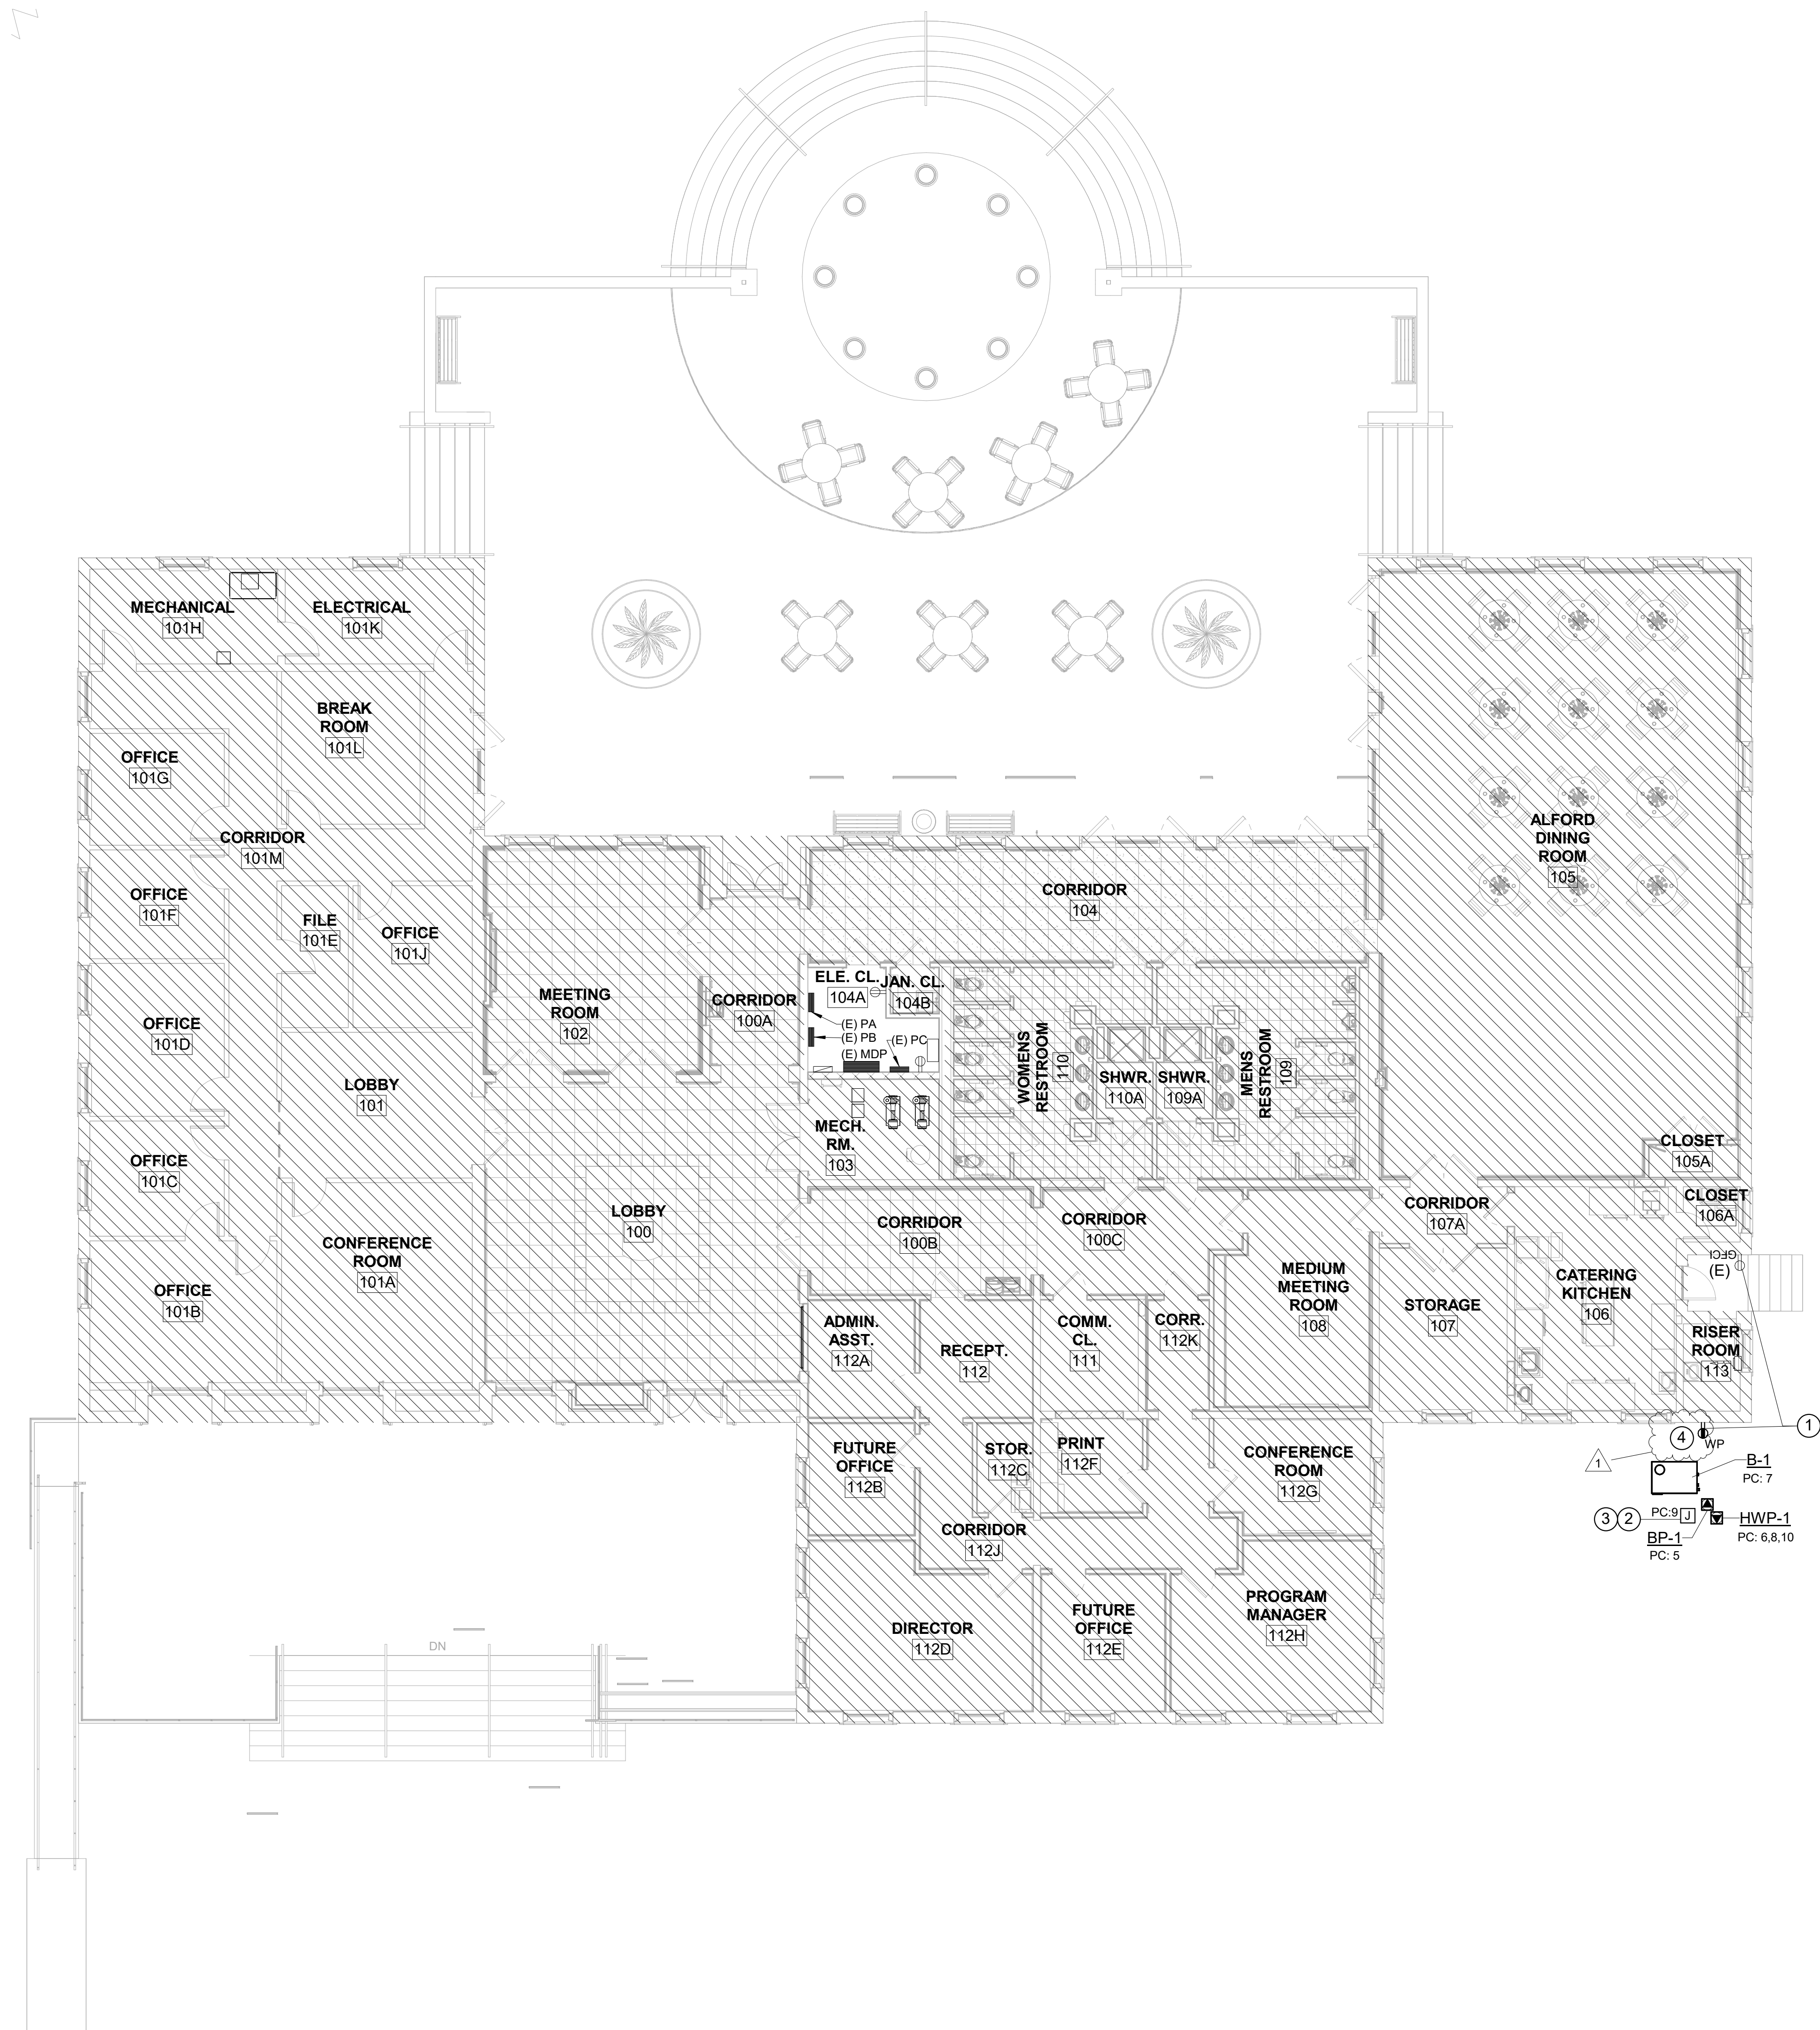 MECHANICAL
101H
ELECTRICAL
101K
BREAK
ROOM
101L
OFFICE
101G
CORRIDOR
101M
OFFICE
101F
FILE
101E
OFFICE
101J
OFFICE
101D
LOBBY
101
OFFICE
101C
CONFERENCE
ROOM
101A
OFFICE
101B
MEETING
ROOM
102
CORRIDOR
100A
LOBBY
100
CORRIDOR
104
ELE. CL.
104A
JAN. CL.
104B
(E) PA
(E) PB
(E) PC
(E) MDP
MECH.
RM.
103
WOMENS
RESTROOM
110
SHWR.
110A
SHWR.
109A
MENS
RESTROOM
109
ALFORD
DINING
ROOM
105
CLOSET
105A
CLOSET
106A
CORRIDOR
107A
CORRIDOR
100B
CORRIDOR
100C
MEDIUM
MEETING
ROOM
108
STORAGE
107
CATERING
KITCHEN
106
GFCI
(E)
RISER
ROOM
113
ADMIN.
ASST.
112A
RECEPT.
112
COMM.
CL.
111
CORR.
112K
FUTURE
OFFICE
112B
STOR.
112C
PRINT
112F
CONFERENCE
ROOM
112G
CORRIDOR
112J
DIRECTOR
112D
FUTURE
OFFICE
112E
PROGRAM
MANAGER
112H
1
4
WP
1
B-1
PC: 7
3
2
PC:9
J
HWP-1
PC: 6,8,10
BP-1
PC: 5
DN